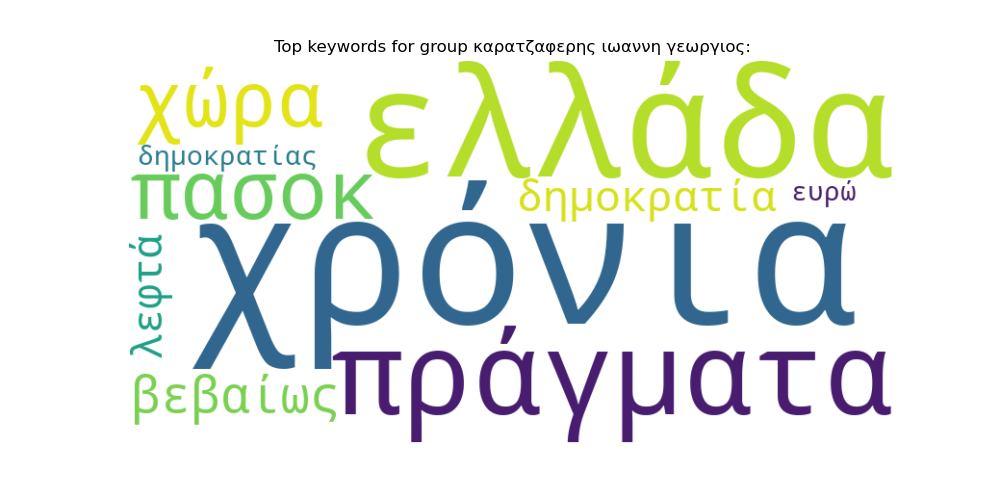 Top keywords for group καρατζαφερης ιωαννη γεωργιος:
χώρα
ελλάδα
δημοκρατίας
πασοκ
δημοκρατία
ευρώ
χρόνια
λεφτά
πράγματα
βεβαίως